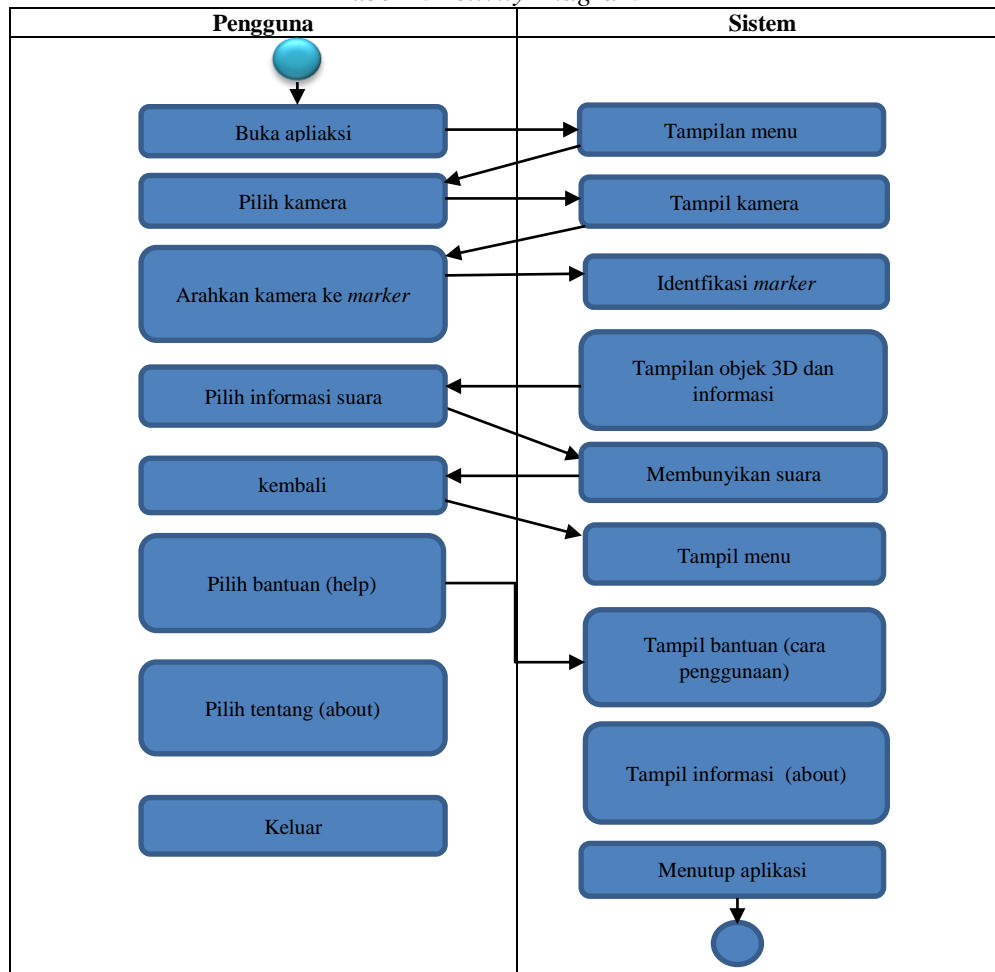 Pengguna
Sistem
Buka apliaksi
Tampilan menu
Pilih kamera
Tampil kamera
Arahkan kamera ke marker
Identfikasi marker
Tampilan objek 3D dan
informasi
Pilih informasi suara
Membunyikan suara
kembali
Tampil menu
Pilih bantuan (help)
Tampil bantuan (cara
penggunaan)
Pilih tentang (about)
Tampil informasi (about)
Keluar
Menutup aplikasi